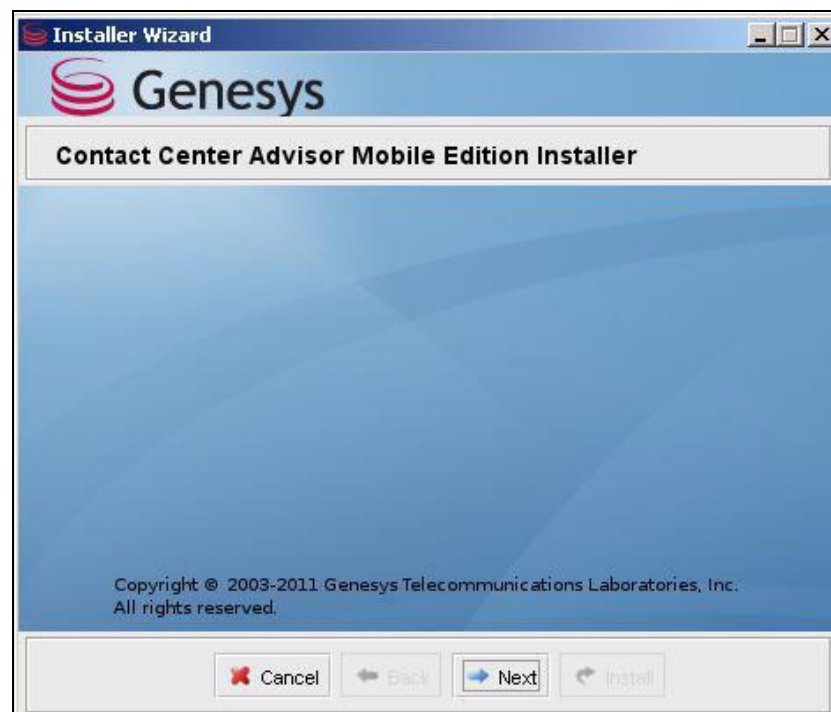 Installer Wizard
Genesys
Contact Center Advisor Mobile Edition Installer
Copyright © 2003-2011 Genesys Telecommunications Laboratories, Inc.
All rights reserved.
Cancel Back Next Install